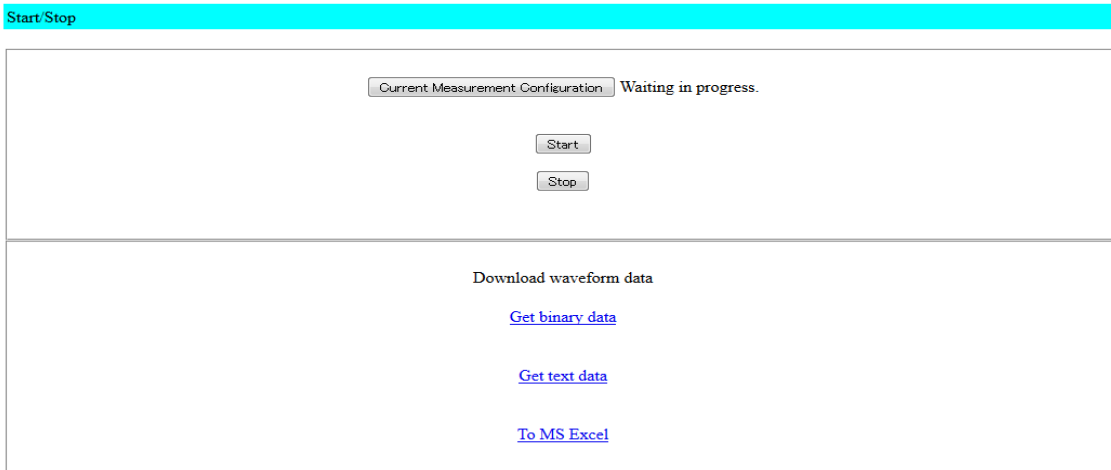 Start/Stop
Current Measurement Configuration Waiting in progress.
Start
Stop
Download waveform data
Get binary data
Get text data
To MS Excel